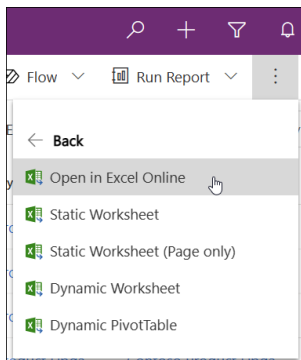 Flow
Run Report
Back
Open in Excel Online
Static Worksheet
Static Worksheet (Page only)
Dynamic Worksheet
Dynamic PivotTable